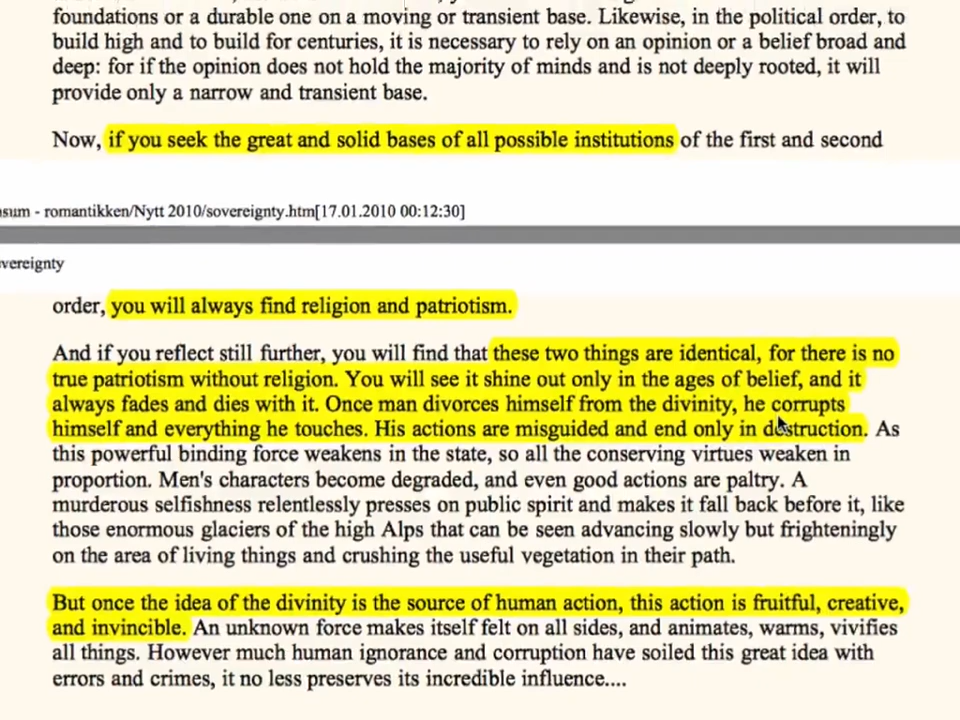 foundations or a durable one on a moving or transient base. Likewise, in the political order, to
build high and to build for centuries, it is necessary to rely on an opinion or a belief broad and
deep: for if the opinion does not hold the majority of minds and is not deeply rooted, it will
provide only a narrow and transient base.
Now, if you seek the great and solid bases of all possible institutions of the first and second
sum - romantikken/Nytt 2010/sovereignty.htm[17.01.2010 00:12:30]
vereignty
order, you will always find religion and patriotism.
And if you reflect still further, you will find that these two things are identical, for there is no
true patriotism without religion. You will see it shine out only in the ages of belief, and it
always fades and dies with it. Once man divorces himself from the divinity, he corrupts
himself and everything he touches. His actions are misguided and end only in destruction. As
this powerful binding force weakens in the state, so all the conserving virtues weaken in
proportion. Men's characters become degraded, and even good actions are paltry. A
murderous selfishness relentlessly presses on public spirit and makes it fall back before it, like
those enormous glaciers of the high Alps that can be seen advancing slowly but frighteningly
on the area of living things and crushing the useful vegetation in their path.
But once the idea of the divinity is the source of human action, this action is fruitful, creative,
and invincible. An unknown force makes itself felt on all sides, and animates, warms, vivifies
all things. However much human ignorance and corruption have soiled this great idea with
errors and crimes, it no less preserves its incredible influence....